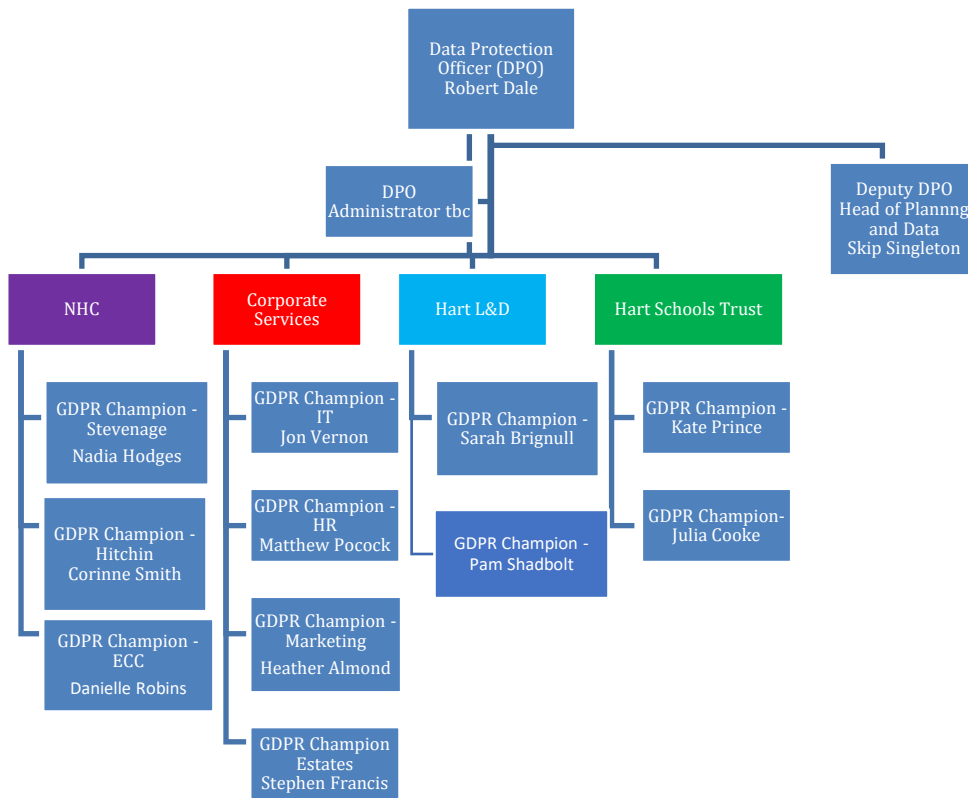 Data Protection
Officer (DPO)
Robert Dale
DPO
Administrator tbc
Deputy DPO
Head of Plannng
and Data
Skip Singleton
NHC
Corporate
Services
Hart L&D
Hart Schools Trust
GDPR Champion -
Stevenage
Nadia Hodges
GDPR Champion -
Hitchin
Corinne Smith
GDPR Champion -
ECC
Danielle Robins
GDPR Champion -
IT
Jon Vernon
GDPR Champion -
HR
Matthew Pocock
GDPR Champion -
Marketing
Heather Almond
GDPR Champion
Estates
Stephen Francis
GDPR Champion -
Sarah Brignull
GDPR Champion -
Pam Shadbolt
GDPR Champion -
Kate Prince
GDPR Champion-
Julia Cooke